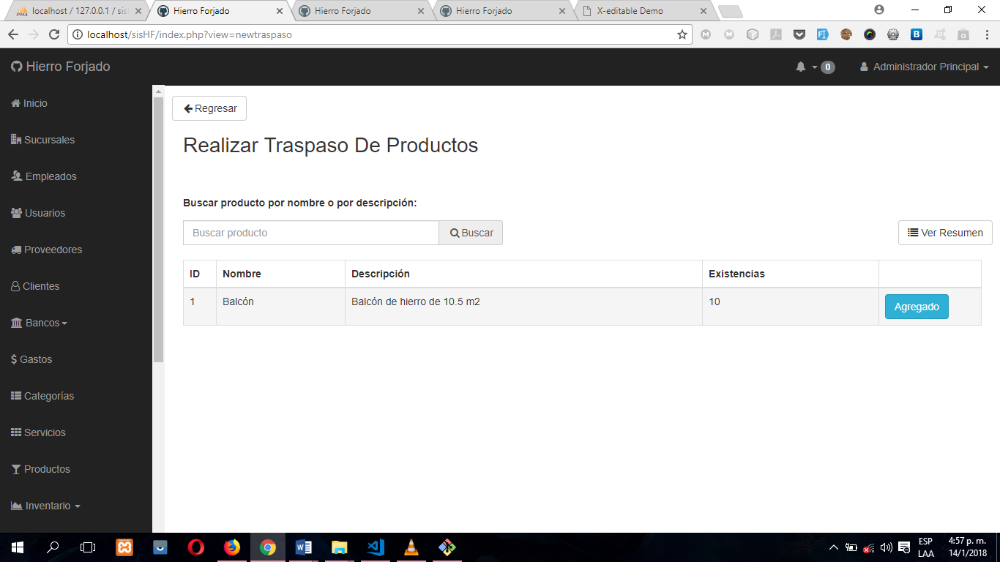 localhost / 127.0.0.1 / sis
Hierro Forjado
Hierro Forjado
Hierro Forjado
X-editable Demo
localhost/sisHF/index.php?view=newtraspaso
Hierro Forjado
0
Administrador Principal
Inicio
Sucursales
Empleados
Usuarios
Proveedores
Clientes
Bancos
$ Gastos
Categorías
Servicios
Productos
Inventario
Regresar
Realizar Traspaso De Productos
Buscar producto por nombre o por descripción:
Buscar producto Buscar Ver Resumen
ID Nombre Descripción Existencias
1 Balcón Balcón de hierro de 10.5 m2 10 Agregado
ESP
LAA
4:57 p. m.
14/1/2018